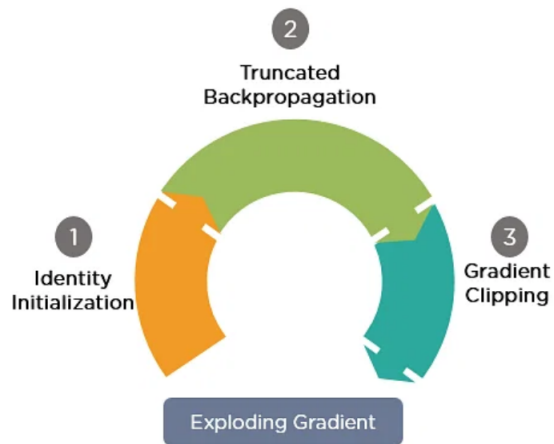 2
Truncated
Backpropagation
1
Identity
Initialization
3
Gradient
Clipping
Exploding Gradient